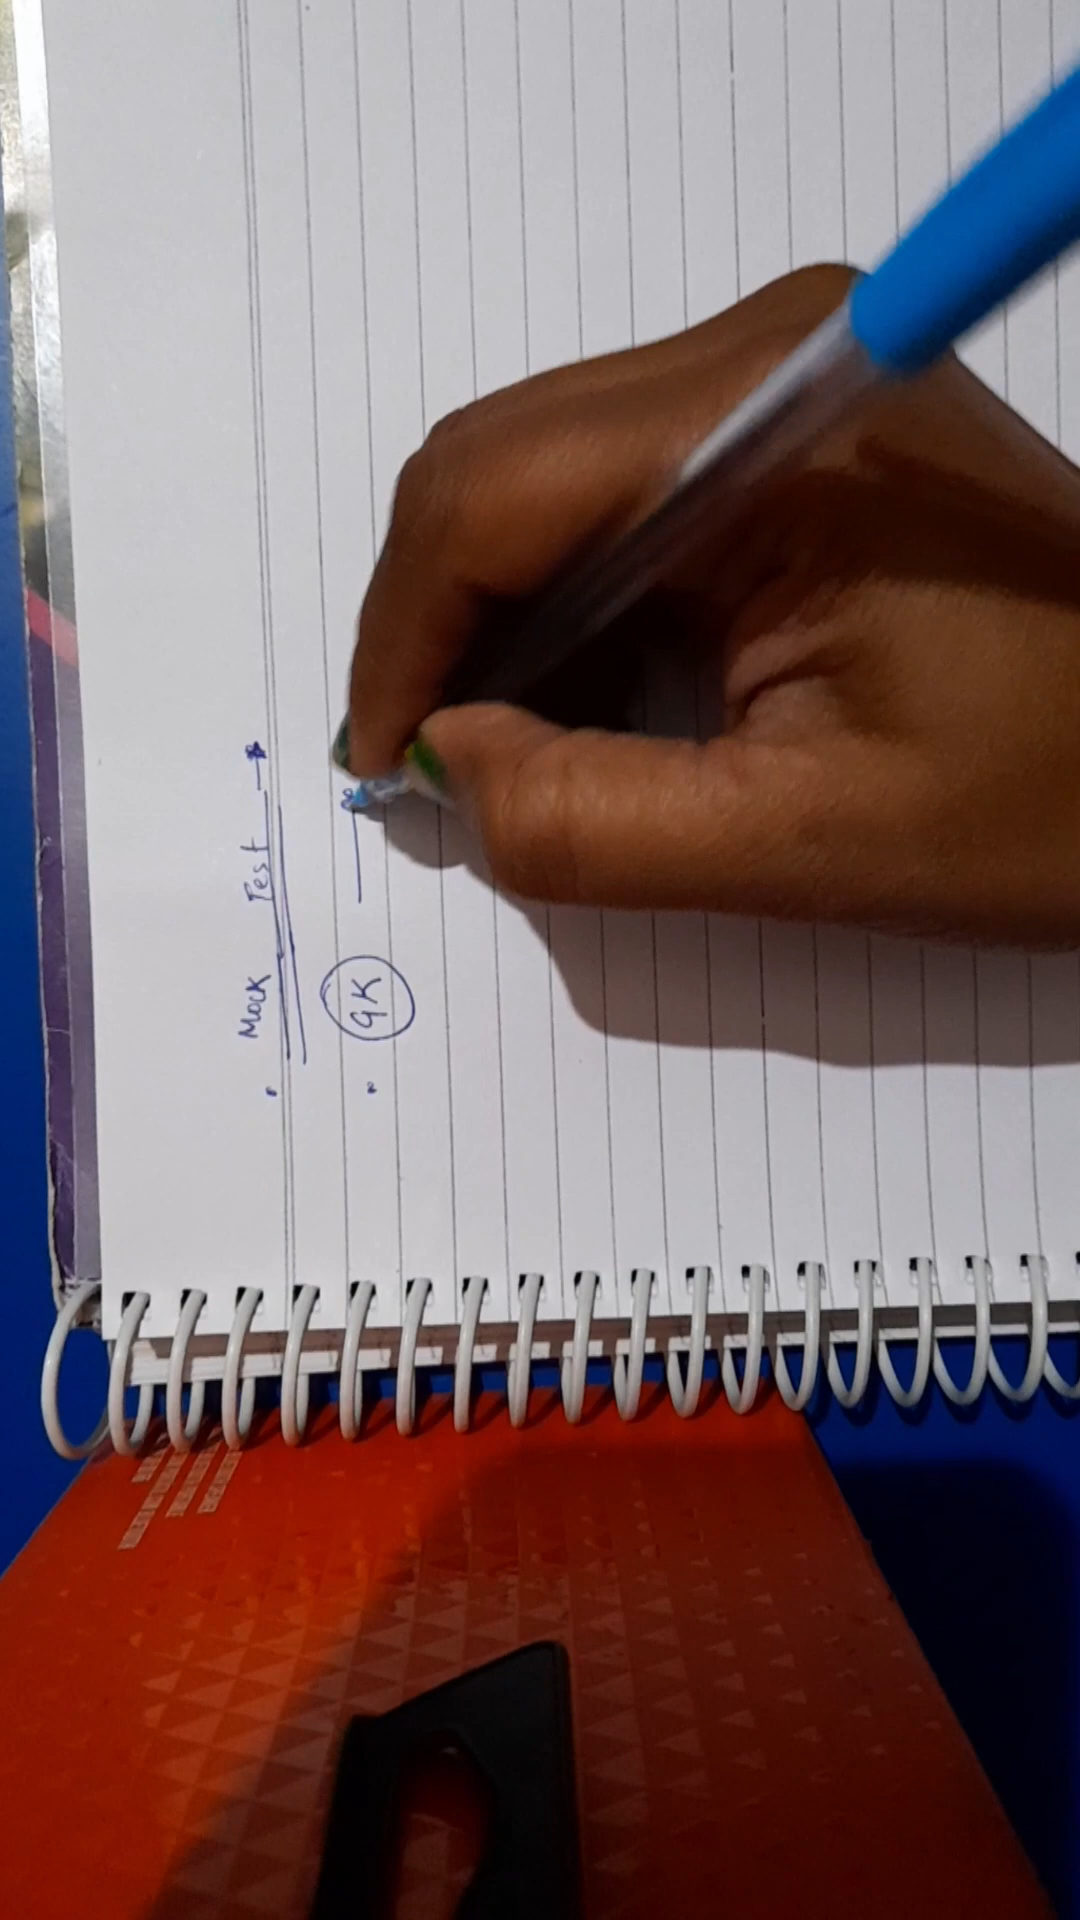 • Mock Test →
• GK —